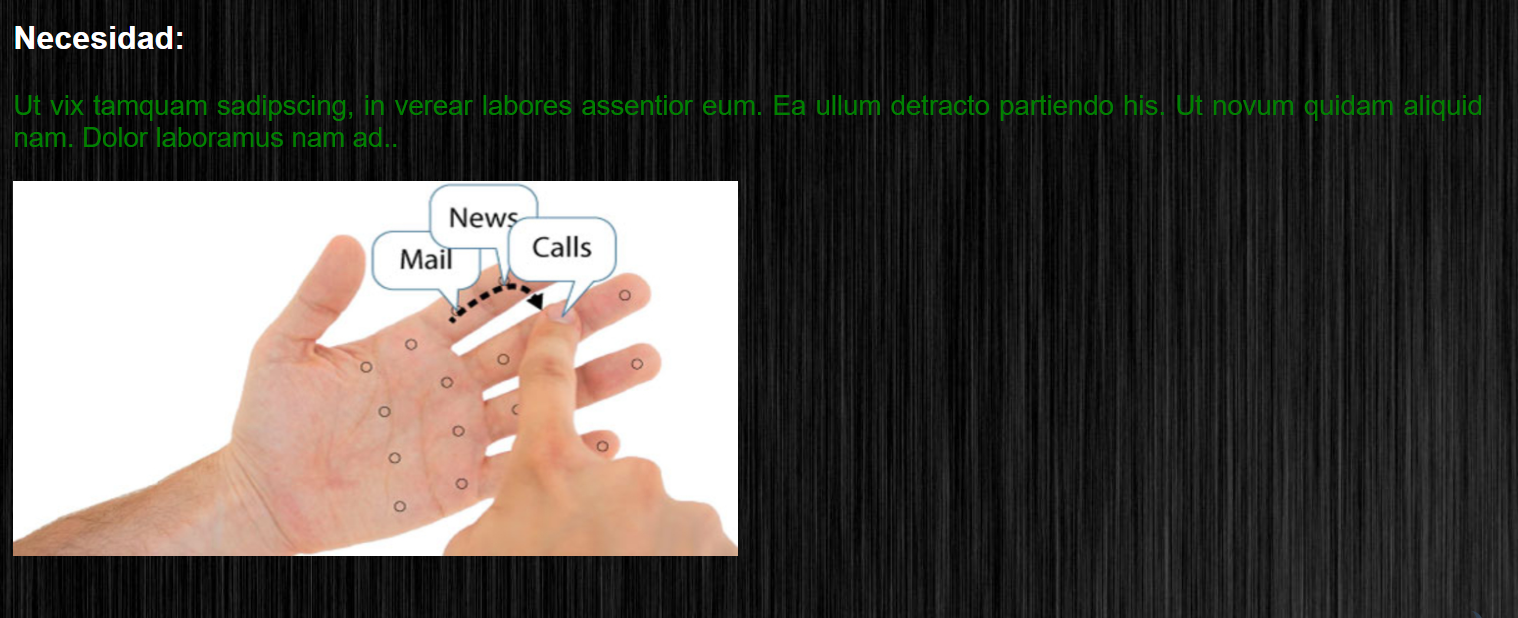 Necesidad:
Ut vix tamquam sadipscing, in verear labores assentior eum. Ea ullum detracto partiendo his. Ut novum quidam aliquid
nam. Dolor laboramus nam ad..
News
Mail
Calls